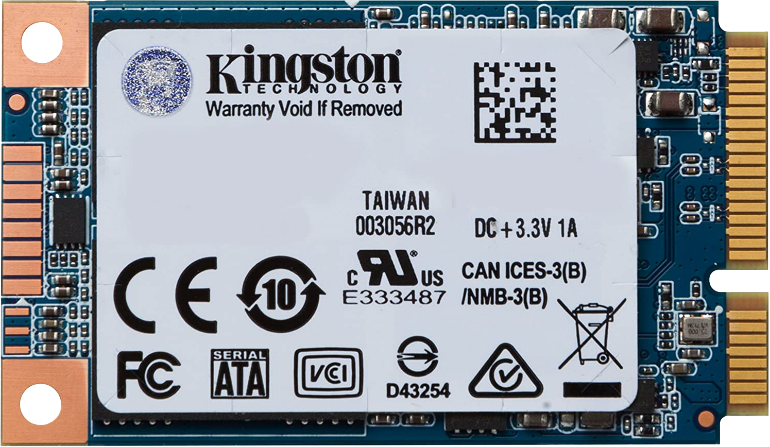 Kingston
TECHNOLOGY
Warranty Void If Removed
TAIWAN
003056R2
DC+3.3V 1A
CE
10
c RU® US
E333487
CAN ICES-3(B)
/NMB-3(B)
FC
SERIAL
ATA
VCI
D43254